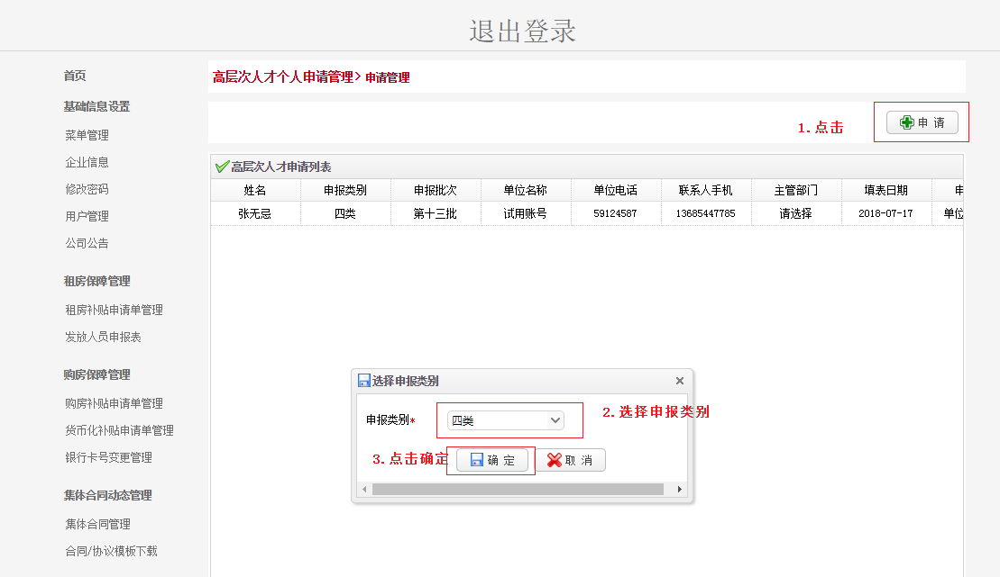 退出登录
首页
基础信息设置
菜单管理
企业信息
修改密码
用户管理
公司公告
租房保障管理
租房补贴申请单管理
发放人员申报表
购房保障管理
购房补贴申请单管理
货币化补贴申请单管理
银行卡号变更管理
集体合同动态管理
集体合同管理
合同/协议模板下载
高层次人才个人申请管理> 申请管理
1.点击
申 请
高层次人才申请列表
姓名 申报类别 申报批次 单位名称 单位电话 联系人手机 主管部门 填表日期 申
张无忌 四类 第十三批 试用账号 59124587 13685447785 请选择 2018-07-17 单位
选择申报类别
申报类别* 四类
2.选择申报类别
3.点击确定
确 定 取 消